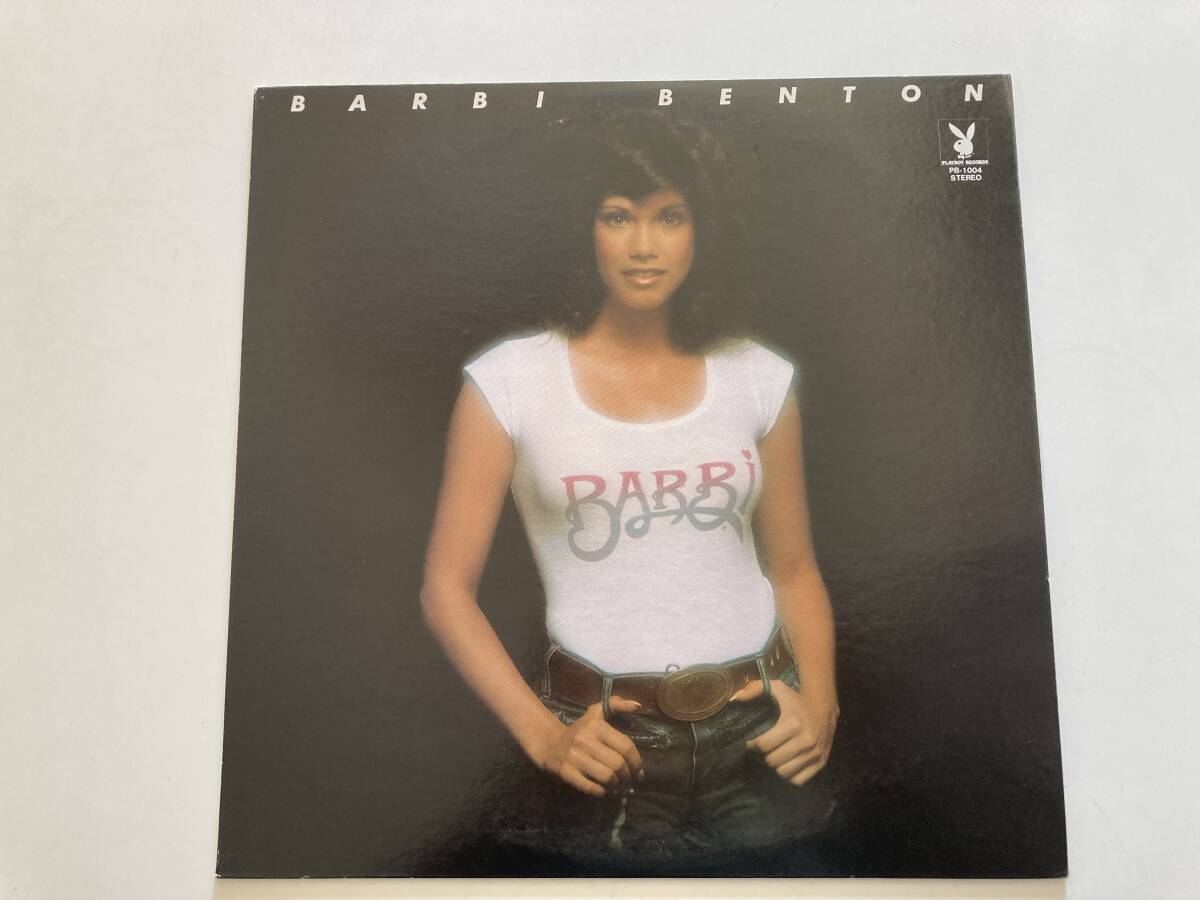 BARBI BENTON
PLAYBOY RECORDS
PB-1004
STEREO
BARBi